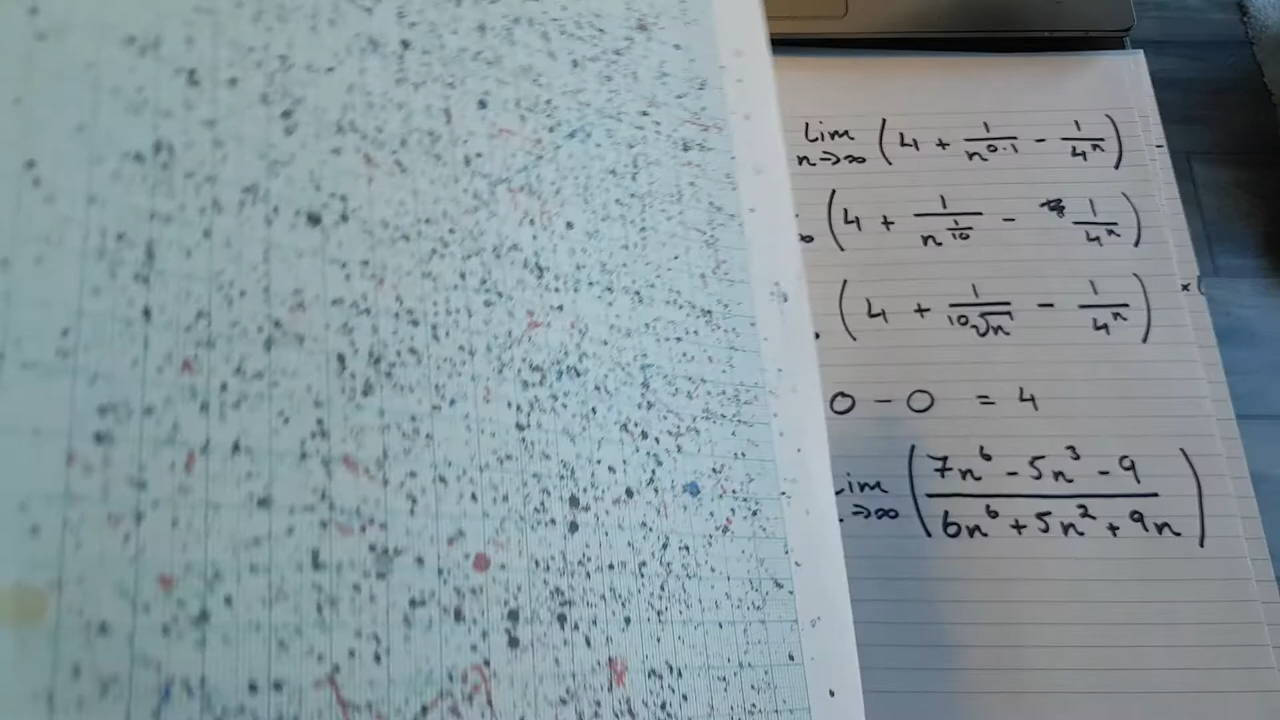 Lim n→∞ (4 + 1/n^0.1 − 1/4^n)
(4 + 1/n^(1/10) − 1/4^n)
(4 + 1/¹⁰√n − 1/4^n)
0 − 0 = 4
im →∞ ((7n^6 − 5n^3 − 9)/(6n^6 + 5n^2 + 9n))